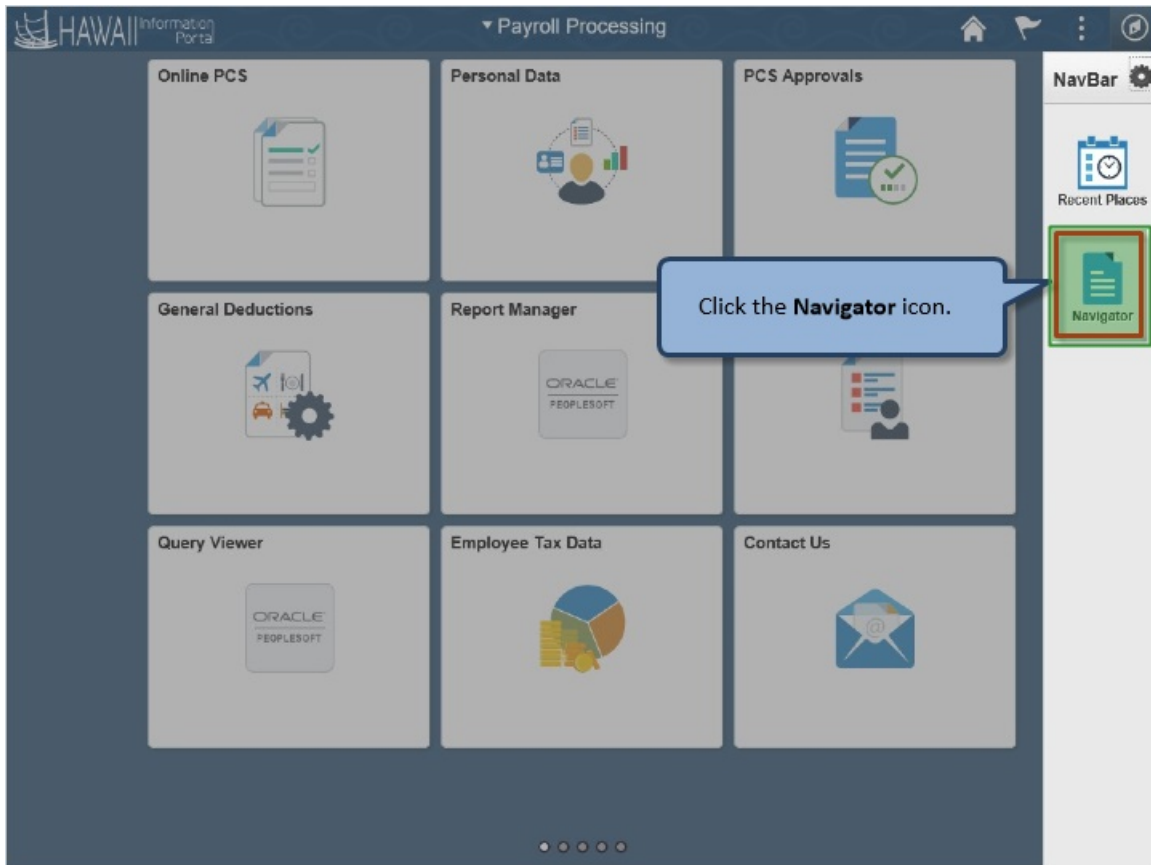 HAWAII Information Portal
Payroll Processing
NavBar
Online PCS
Personal Data
PCS Approvals
Recent Places
Click the Navigator icon.
Navigator
General Deductions
Report Manager
ORACLE
PEOPLESOFT
Query Viewer
Employee Tax Data
Contact Us
ORACLE
PEOPLESOFT
@